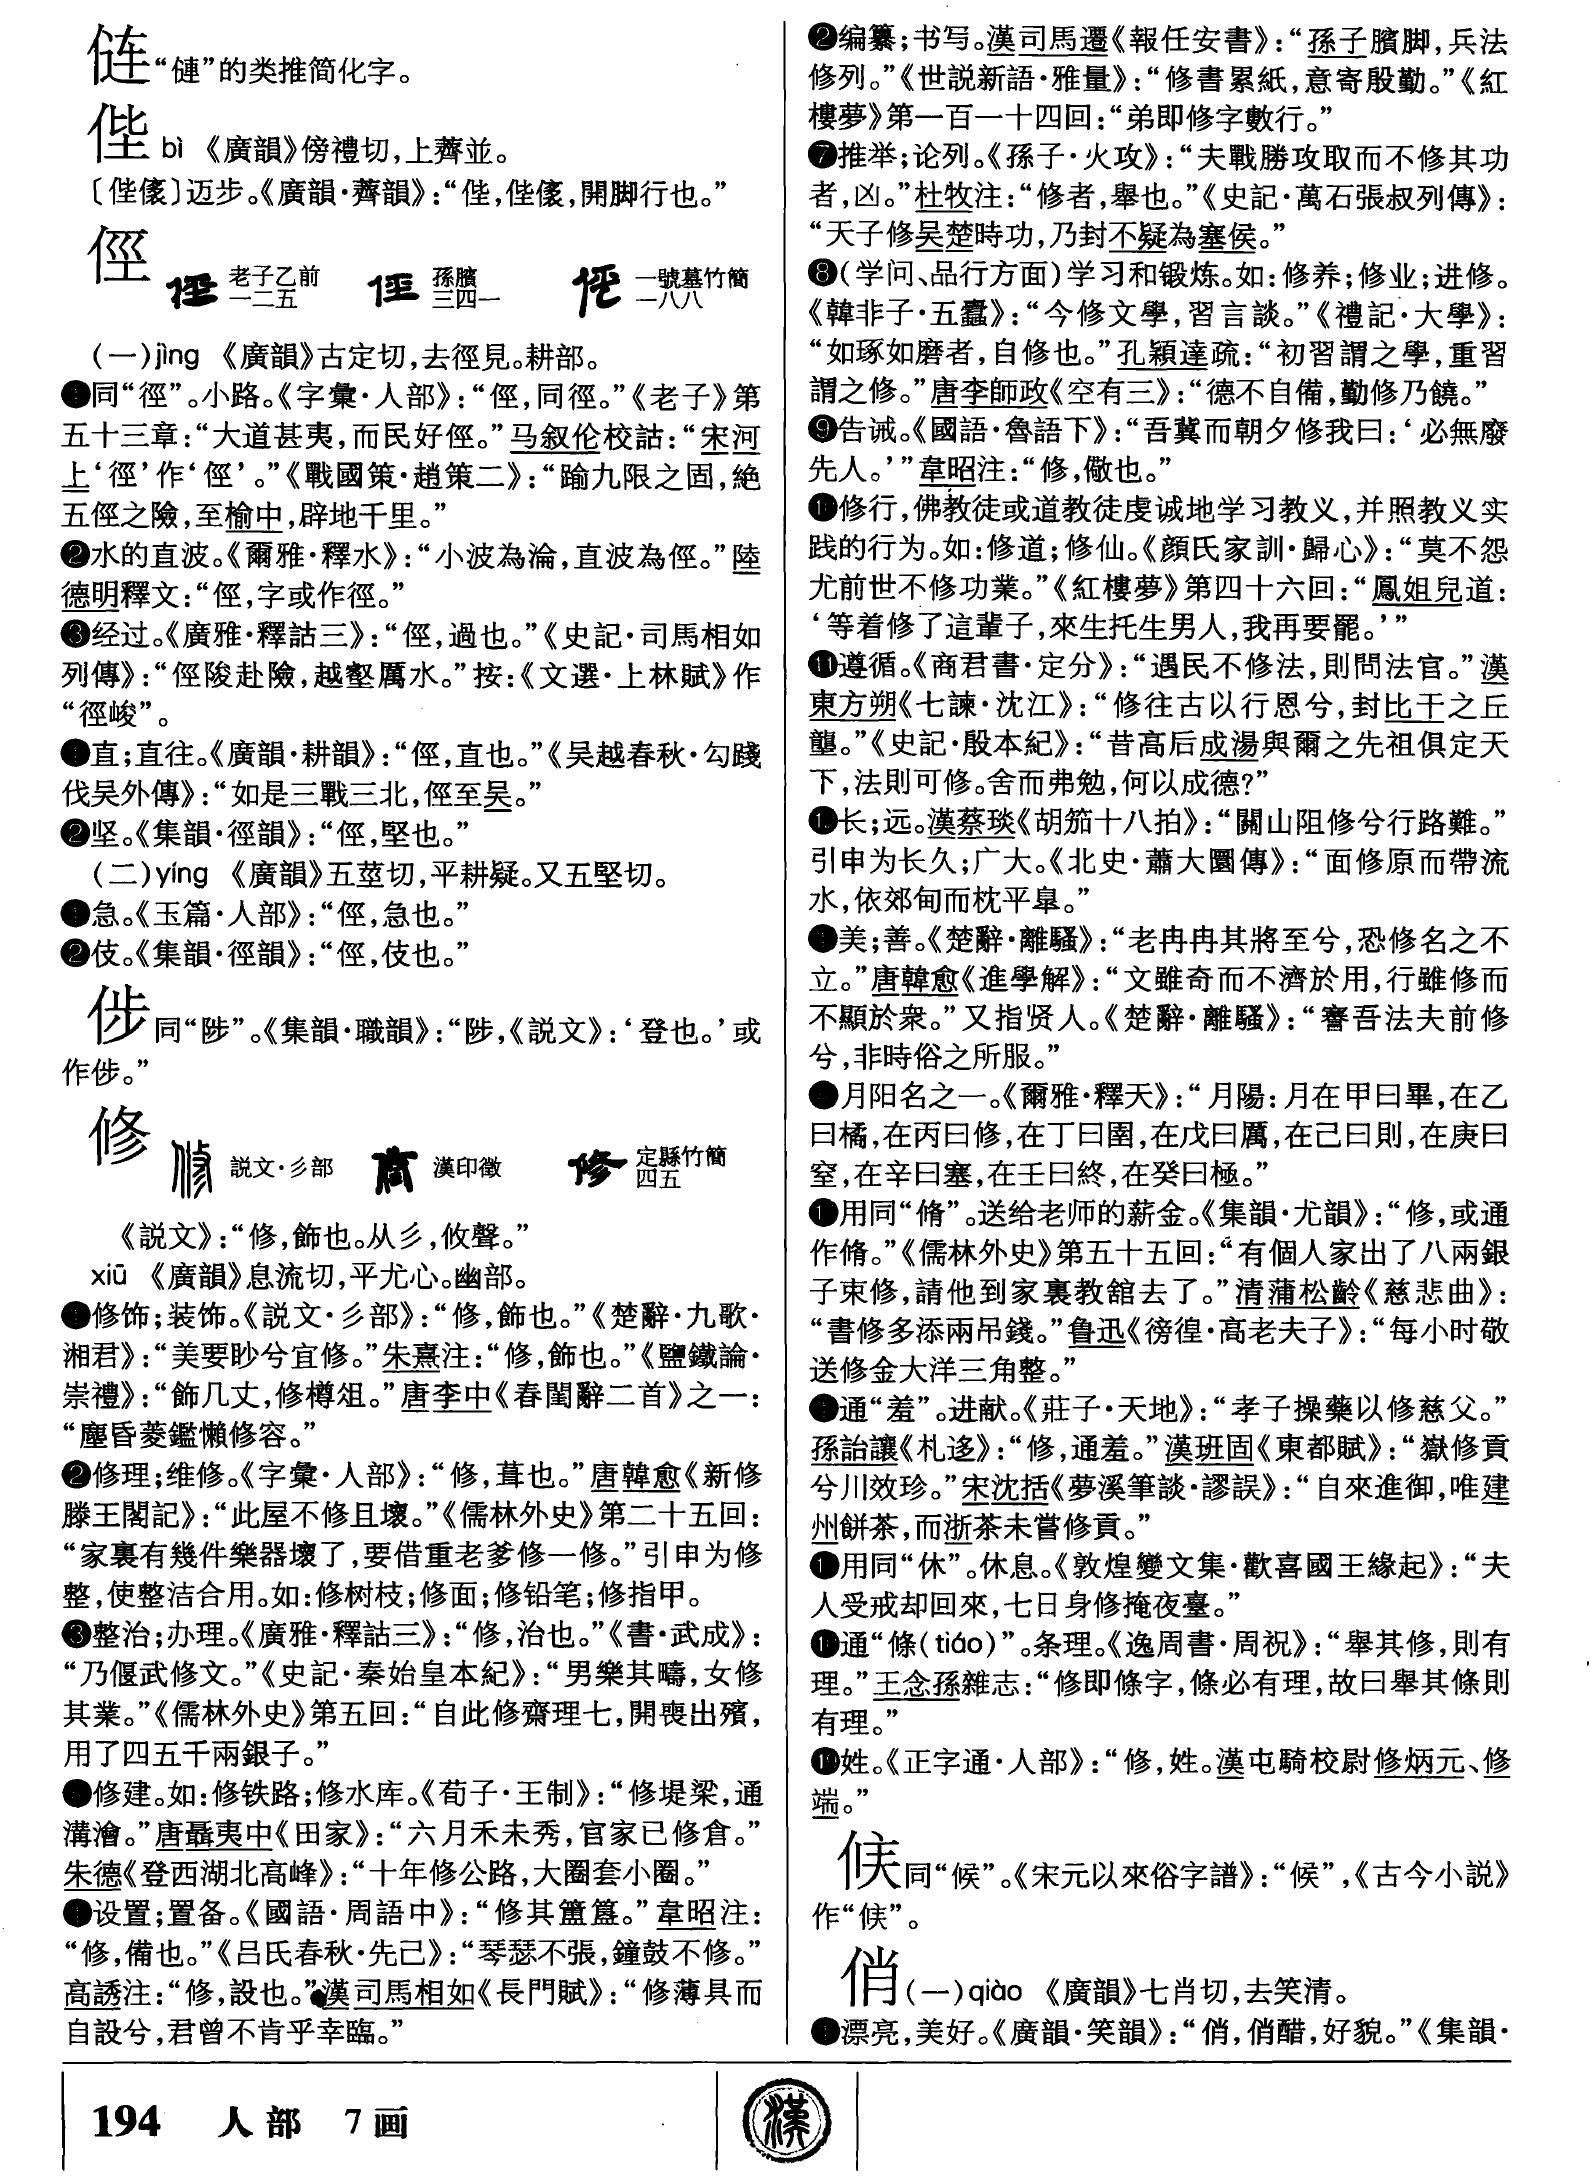 𫢒“僆”的类推简化字。
bì 《廣韻》傍禮切,上薺並。
迈步。《廣韻·薺韻》:開脚行也。”
俓 老子乙前一二五 孫臏三四一 一號墓竹簡一八八
(一)jìng 《廣韻》古定切,去徑見。耕部。
❶同“徑”。小路。《字彙·人部》:“俓,同徑。”《老子》第
五十三章:“大道甚夷,而民好俓。”马叙伦校詁:“宋河
上‘徑’作‘俓’。”《戰國策·趙策二》:“踰九限之固,絶
五俓之險,至榆中,辟地千里。”
❷水的直波。《爾雅·釋水》:“小波為淪,直波為俓。”陸
德明釋文:“俓,字或作徑。”
❸经过。《廣雅·釋詁三》:“俓,過也。”《史記·司馬相如
列傳》:“俓陖赴險,越壑厲水。”按:《文選·上林賦》作
“徑峻”。
直;直往。《廣韻·耕韻》:“俓,直也。”《吴越春秋·勾踐
伐吴外傳》:“如是三戰三北,俓至吴。”
❷坚。《集韻·徑韻》:“俓,堅也。”
(二)yíng 《廣韻》五莖切,平耕疑。又五堅切。
❶急。《玉篇·人部》:“俓,急也。”
❷伎。《集韻·徑韻》:“俓,伎也。”
同“陟”。《集韻·職韻》:“陟,《説文》:‘登也。’或
作㑥。”
修 説文·彡部 漢印徵 定縣竹簡四五
《説文》:“修,飾也。从彡,攸聲。”
xiū 《廣韻》息流切,平尤心。幽部。
❶修饰;装饰。《説文·彡部》:“修,飾也。”《楚辭·九歌·
湘君》:“美要眇兮宜修。”朱熹注:“修,飾也。”《鹽鐵論·
崇禮》:“飾几丈,修樽俎。”唐李中《春閨辭二首》之一:
“塵昏菱鑑懶修容。”
❷修理;维修。《字彙·人部》:“修,葺也。”唐韓愈《新修
滕王閣記》:“此屋不修且壞。”《儒林外史》第二十五回:
“家裏有幾件樂器壞了,要借重老爹修一修。”引申为修
整,使整洁合用。如:修树枝;修面;修铅笔;修指甲。
❸整治;办理。《廣雅·釋詁三》:“修,治也。”《書·武成》:
“乃偃武修文。”《史記·秦始皇本紀》:“男樂其疇,女修
其業。”《儒林外史》第五回:“自此修齋理七,開喪出殯,
用了四五千兩銀子。”
修建。如:修铁路;修水库。《荀子·王制》:“修堤梁,通
溝澮。”唐聶夷中《田家》:“六月禾未秀,官家已修倉。”
朱德《登西湖北高峰》:“十年修公路,大圈套小圈。”
设置;置备。《國語·周語中》:“修其簠簋。”韋昭注:
“修,備也。”《吕氏春秋·先己》:“琴瑟不張,鐘鼓不修。”
高誘注:“修,設也。”漢司馬相如《長門賦》:“修薄具而
自設兮,君曾不肯乎幸臨。”
❷编纂;书写。漢司馬遷《報任安書》:“孫子臏脚,兵法
修列。”《世説新語·雅量》:“修書累紙,意寄殷勤。”《紅
樓夢》第一百一十四回:“弟即修字數行。”
❼推举;论列。《孫子·火攻》:“夫戰勝攻取而不修其功
者,凶。”杜牧注:“修者,舉也。”《史記·萬石張叔列傳》:
“天子修吴楚時功,乃封不疑為塞侯。”
❽(学问、品行方面)学习和锻炼。如:修养;修业;进修。
《韓非子·五蠹》:“今修文學,習言談。”《禮記·大學》:
“如琢如磨者,自修也。”孔穎達疏:“初習謂之學,重習
謂之修。”唐李師政《空有三》:“德不自備,勤修乃饒。”
❾告诫。《國語·魯語下》:“吾冀而朝夕修我曰:‘必無廢
先人。’”韋昭注:“修,儆也。”
修行,佛教徒或道教徒虔诚地学习教义,并照教义实
践的行为。如:修道;修仙。《顔氏家訓·歸心》:“莫不怨
尤前世不修功業。”《紅樓夢》第四十六回:“鳳姐兒道:
‘等着修了這輩子,來生托生男人,我再要罷。’”
⓫遵循。《商君書·定分》:“遇民不修法,則問法官。”漢
東方朔《七諫·沈江》:“修往古以行恩兮,封比干之丘
壟。”《史記·殷本紀》:“昔高后成湯與爾之先祖俱定天
下,法則可修。舍而弗勉,何以成德?”
长;远。漢蔡琰《胡笳十八拍》:“關山阻修兮行路難。”
引申为长久;广大。《北史·蕭大圜傳》:“面修原而帶流
水,依郊甸而枕平臯。”
美;善。《楚辭·離騷》:“老冉冉其將至兮,恐修名之不
立。”唐韓愈《進學解》:“文雖奇而不濟於用,行雖修而
不顯於衆。”又指贤人。《楚辭·離騷》:“謇吾法夫前修
兮,非時俗之所服。”
月阳名之一。《爾雅·釋天》:“月陽:月在甲曰畢,在乙
曰橘,在丙曰修,在丁曰圉,在戊曰厲,在己曰則,在庚曰
窒,在辛曰塞,在壬曰終,在癸曰極。”
用同“脩”。送给老师的薪金。《集韻·尤韻》:“修,或通
作脩。”《儒林外史》第五十五回:“有個人家出了八兩銀
子束修,請他到家裏教舘去了。”清蒲松齡《慈悲曲》:
“書修多添兩吊錢。”鲁迅《徬徨·高老夫子》:“每小时敬
送修金大洋三角整。”
通“羞”。进献。《莊子·天地》:“孝子操藥以修慈父。”
孫詒讓《札迻》:“修,通羞。”漢班固《東都賦》:“嶽修貢
兮川效珍。”宋沈括《夢溪筆談·謬誤》:“自來進御,唯建
州餅茶,而浙茶未嘗修貢。”
用同“休”。休息。《敦煌變文集·歡喜國王緣起》:“夫
人受戒却回來,七日身修掩夜臺。”
通“條(tiáo)”。条理。《逸周書·周祝》:“舉其修,則有
理。”王念孫雜志:“修即條字,條必有理,故曰舉其條則
有理。”
⓳姓。《正字通·人部》:“修,姓。漢屯騎校尉修炳元、修
端。”
同“候”。《宋元以來俗字譜》:“候”,《古今小説》
作
俏(一)qiào 《廣韻》七肖切,去笑清。
❶漂亮,美好。《廣韻·笑韻》:“俏,俏醋,好貌。”《集韻·
194 人部 7画
漢